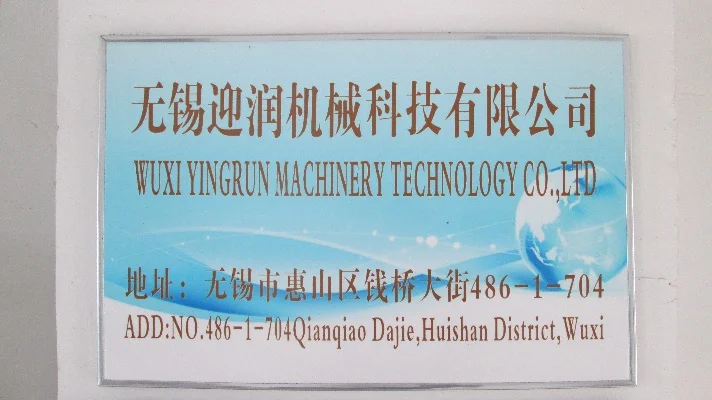 无锡迎润机械科技有限公司
WUXI YINGRUN MACHINERY TECHNOLOGY CO.,LTD
地址：无锡市惠山区钱桥大街486-1-704
ADD:NO.486-1-704Qianqiao Dajie,Huishan District,Wuxi